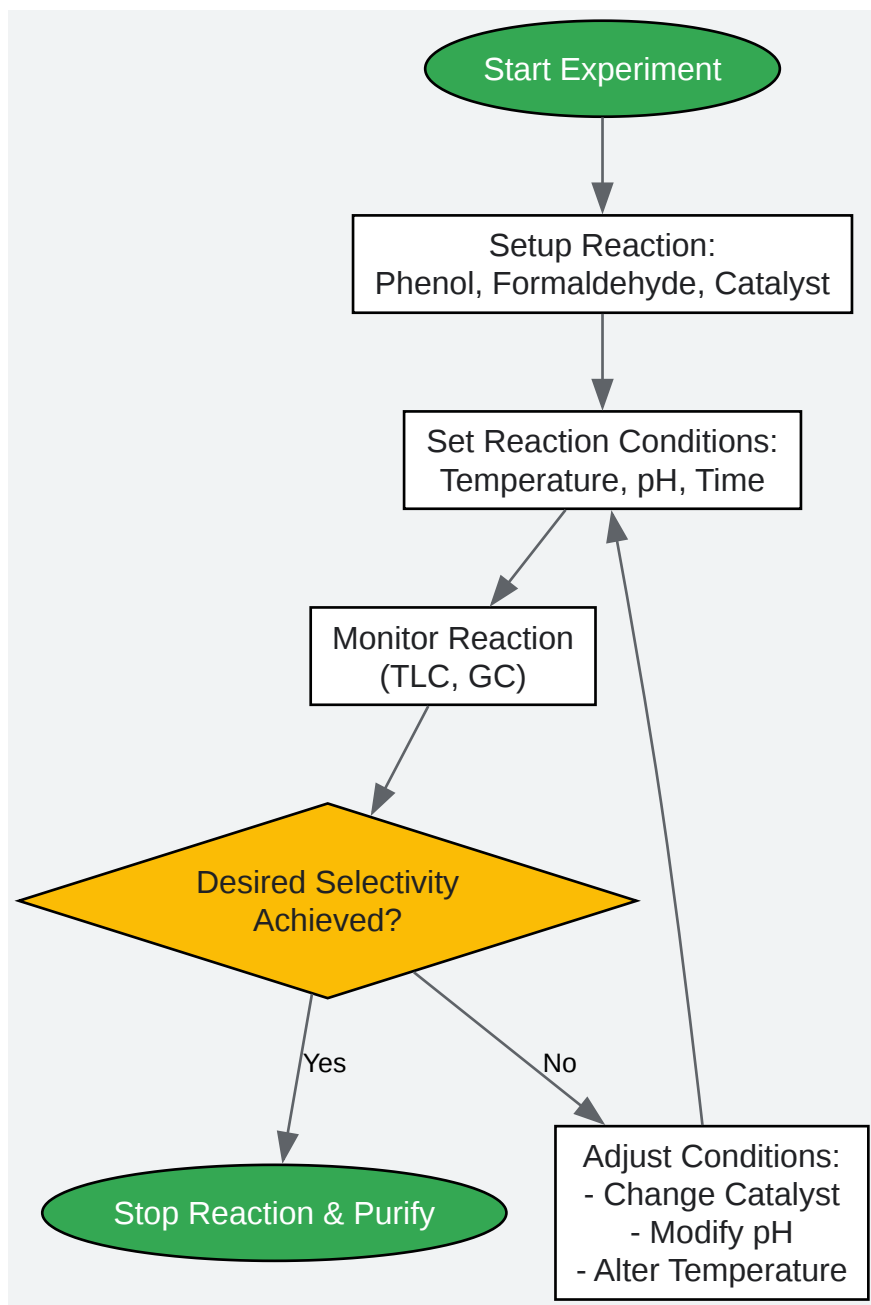 Start Experiment
Setup Reaction:
Phenol, Formaldehyde, Catalyst
Set Reaction Conditions:
Temperature, pH, Time
Monitor Reaction
(TLC, GC)
Desired Selectivity
Achieved?
Yes
No
Stop Reaction & Purify
Adjust Conditions:
- Change Catalyst
- Modify pH
- Alter Temperature